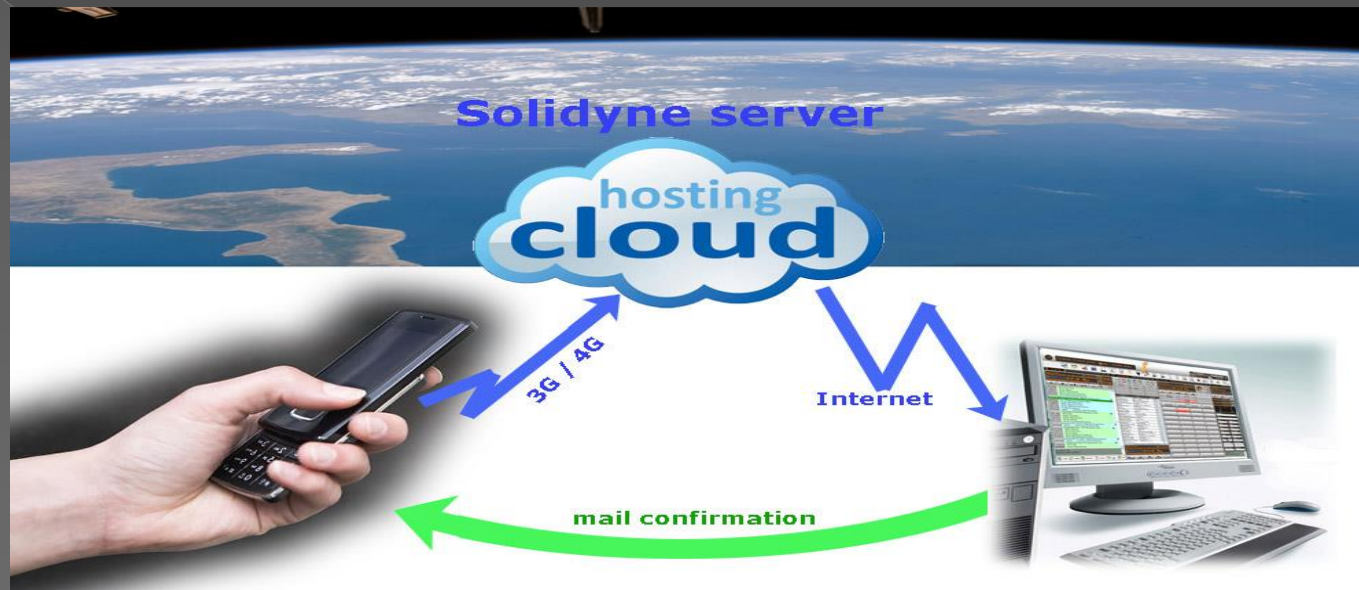 Solidyne server
hosting
cloud
3G / 4G
Internet
mail confirmation